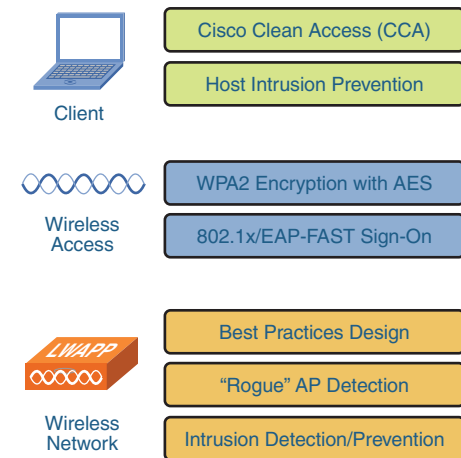 Cisco Clean Access (CCA)
Host Intrusion Prevention
Client
WPA2 Encryption with AES
802.1x/EAP-FAST Sign-On
Wireless
Access
LWAPP
Best Practices Design
“Rogue” AP Detection
Intrusion Detection/Prevention
Wireless
Network